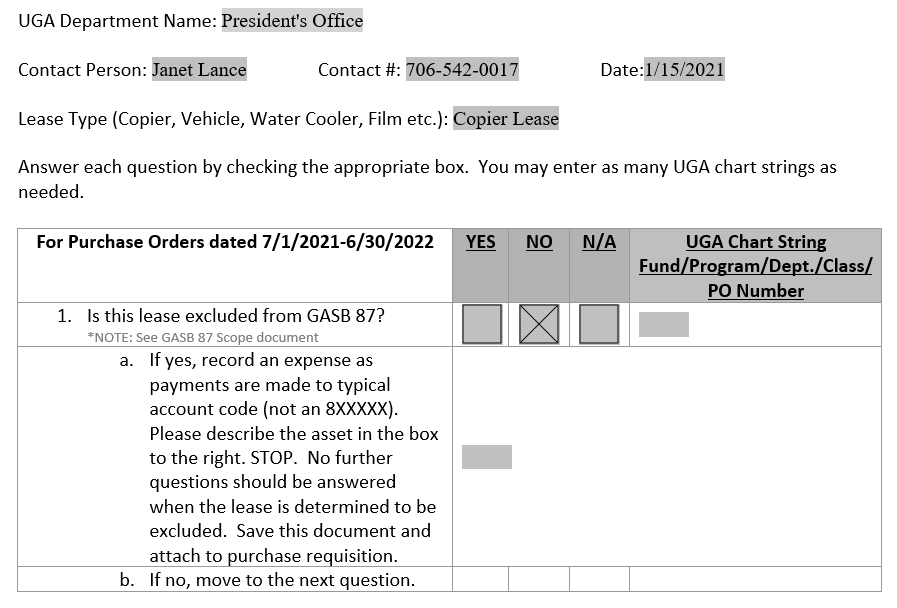 UGA Department Name: President's Office
Contact Person: Janet Lance Contact #: 706-542-0017 Date:1/15/2021
Lease Type (Copier, Vehicle, Water Cooler, Film etc.): Copier Lease
Answer each question by checking the appropriate box. You may enter as many UGA chart strings as
needed.
For Purchase Orders dated 7/1/2021-6/30/2022 YES NO N/A UGA Chart String
Fund/Program/Dept./Class/
PO Number
1. Is this lease excluded from GASB 87?
*NOTE: See GASB 87 Scope document
a. If yes, record an expense as
payments are made to typical
account code (not an 8XXXXX).
Please describe the asset in the box
to the right. STOP. No further
questions should be answered
when the lease is determined to be
excluded. Save this document and
attach to purchase requisition.
b. If no, move to the next question.